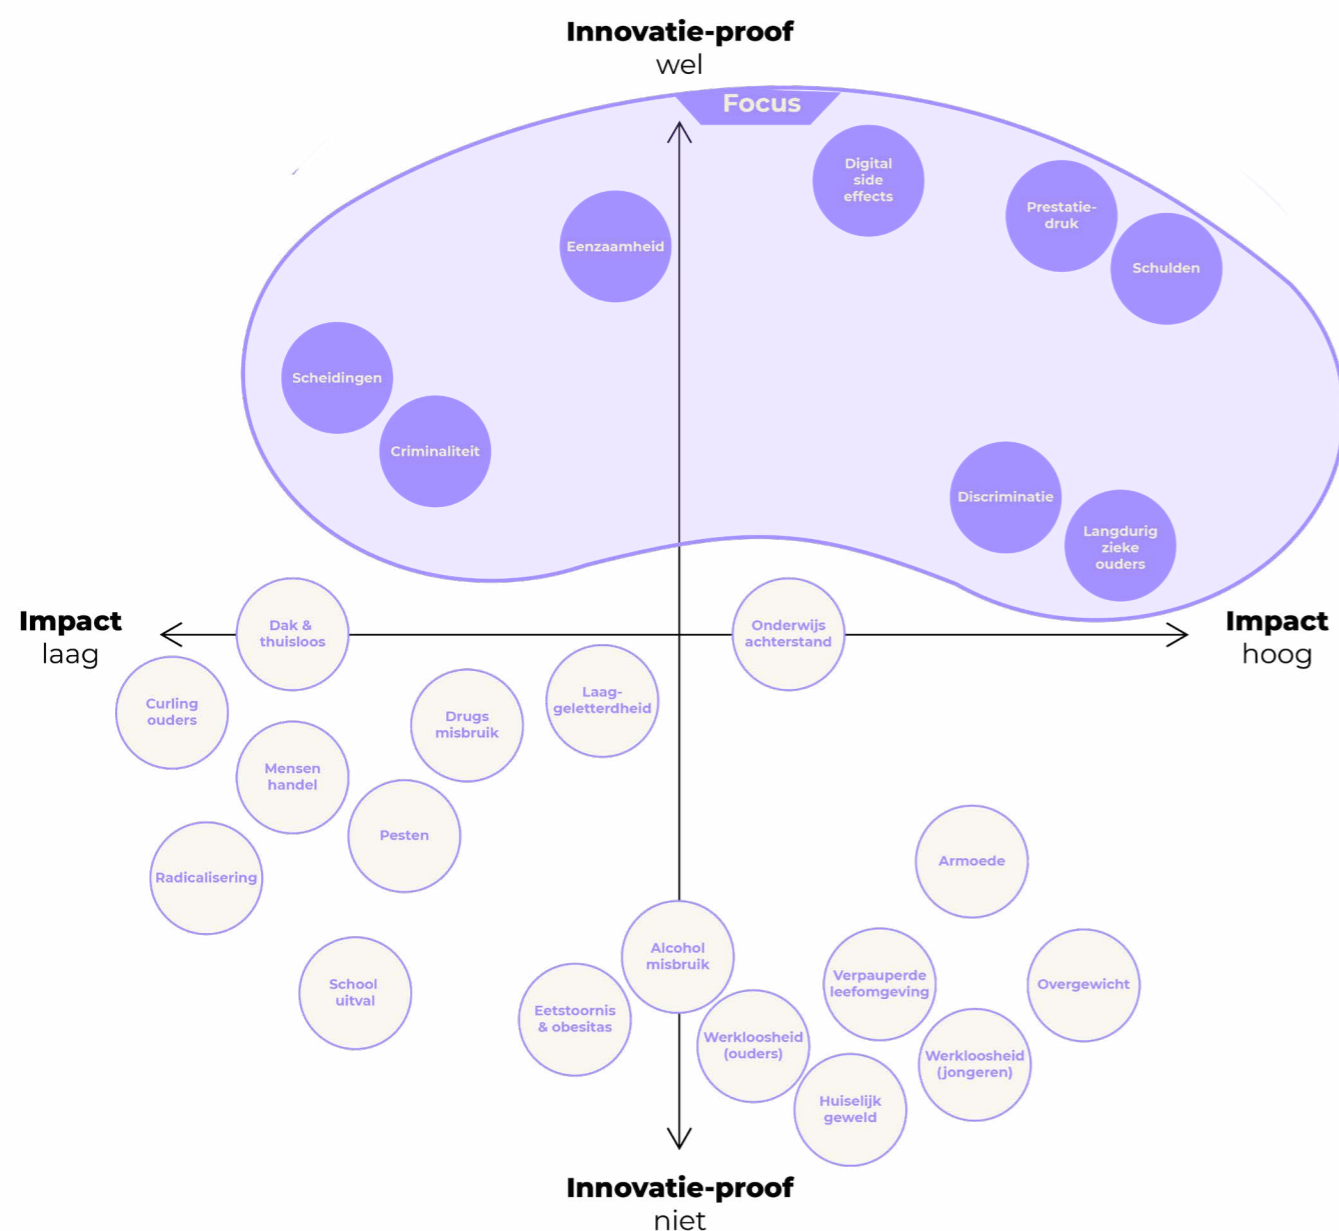 Innovatie-proof
wel
Focus
Digital
side
effects
Prestatie-
druk
Eenzaamheid
Schulden
Scheidingen
Criminaliteit
Discriminatie
Langdurig
zieke
ouders
Impact
laag
Dak &
thuisloos
Onderwijs
achterstand
Impact
hoog
Curling
ouders
Laag-
geletterdheid
Drugs
misbruik
Mensen
handel
Pesten
Armoede
Radicalisering
Alcohol
misbruik
School
uitval
Verpauperde
leefomgeving
Overgewicht
Eetstoornis
& obesitas
Werkloosheid
(ouders)
Werkloosheid
(jongeren)
Huiselijk
geweld
Innovatie-proof
niet